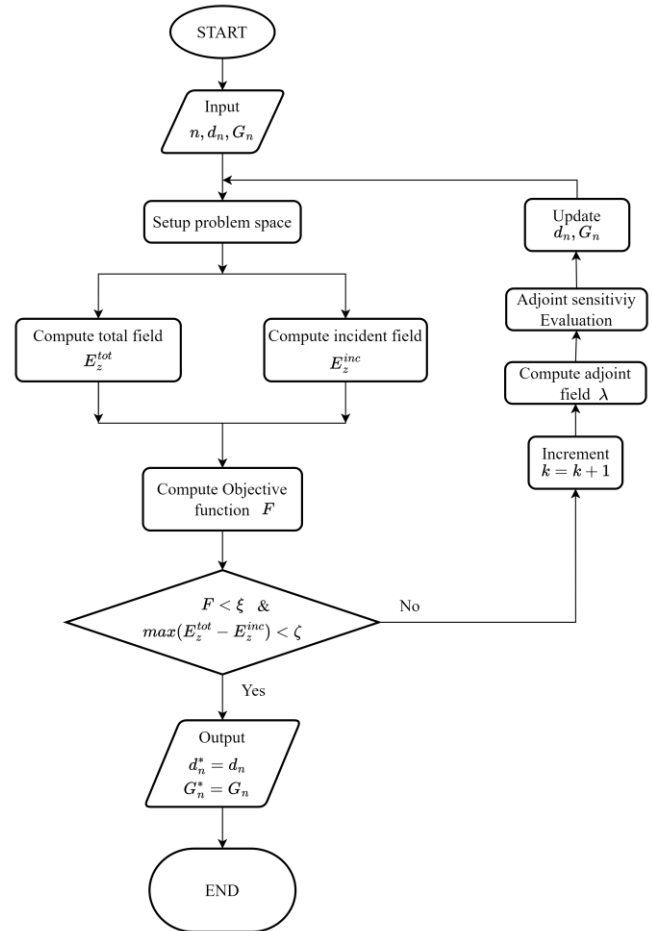 START
Input
n, d_n, G_n
Setup problem space
Update
d_n, G_n
Compute total field
E_z^{tot}
Compute incident field
E_z^{inc}
Adjoint sensitiviy
Evaluation
Compute adjoint
field λ
Increment
k = k + 1
Compute Objective
function F
F < ξ &
max(E_z^{tot} − E_z^{inc}) < ζ
No
Yes
Output
d_n^* = d_n
G_n^* = G_n
END